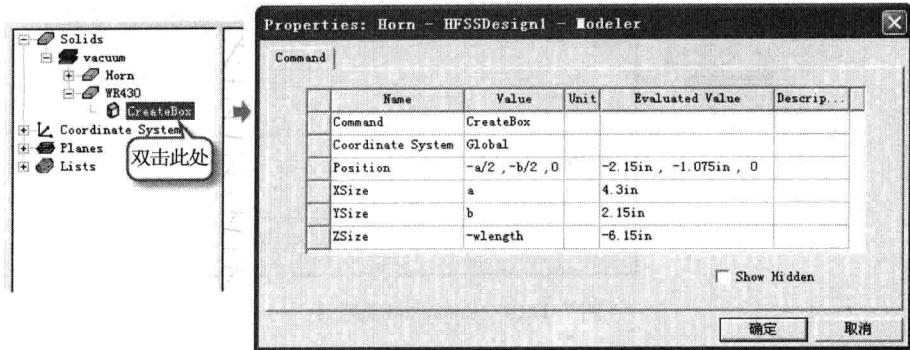 Solids
vacuum
Horn
WR430
CreateBox
Coordinate System
Planes
Lists
双击此处
Properties: Horn - HFSSDesign1 - Modeler
Command
Name Value Unit Evaluated Value Descrip...
Command CreateBox
Coordinate System Global
Position -a/2 ,-b/2 ,0 -2.15in , -1.075in , 0
XSize a 4.3in
YSize b 2.15in
ZSize -wlength -6.15in
Show Hidden
确定 取消